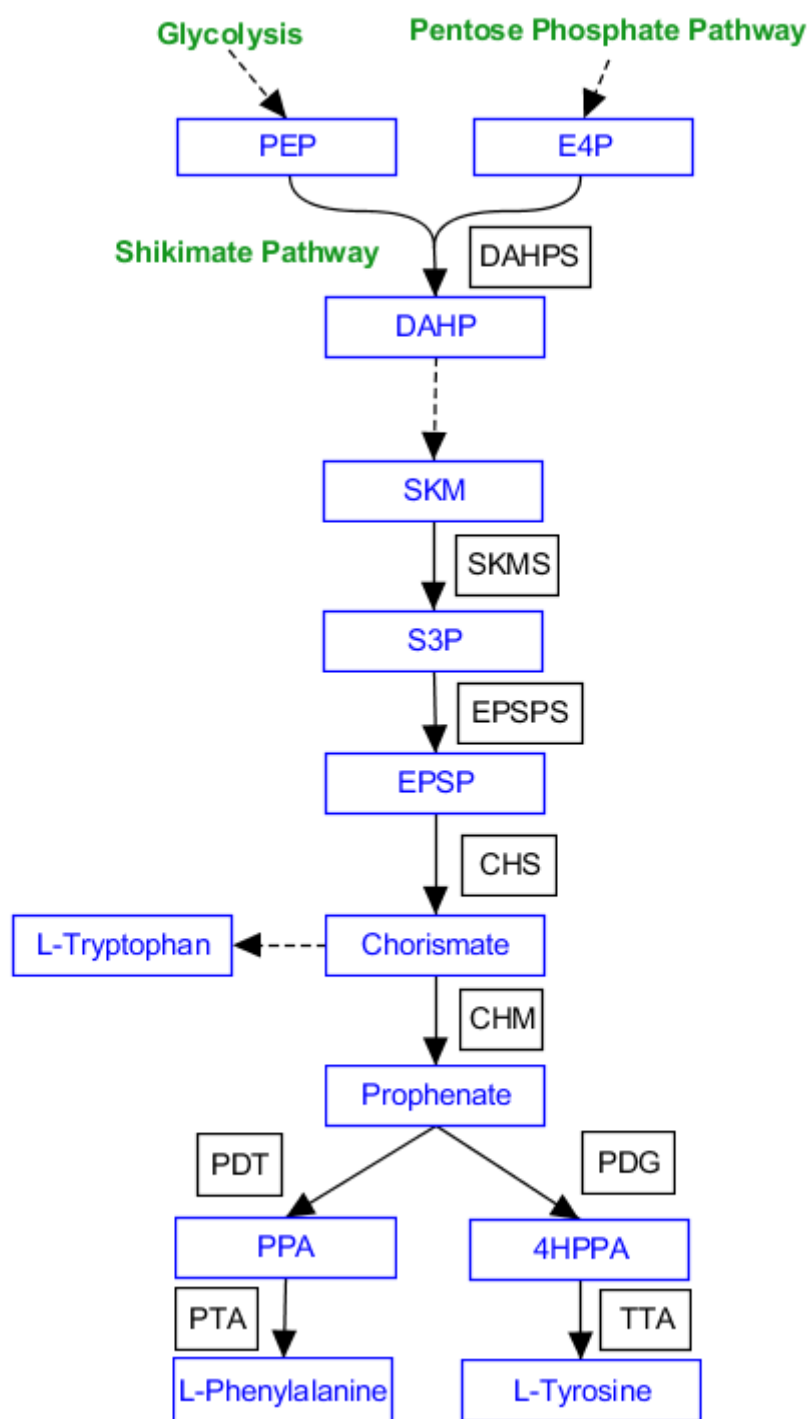 Glycolysis
Pentose Phosphate Pathway
PEP
E4P
Shikimate Pathway
DAHPS
DAHP
SKM
SKMS
S3P
EPSPS
EPSP
CHS
L-Tryptophan
Chorismate
CHM
Prophenate
PDT
PDG
PPA
4HPPA
PTA
TTA
L-Phenylalanine
L-Tyrosine